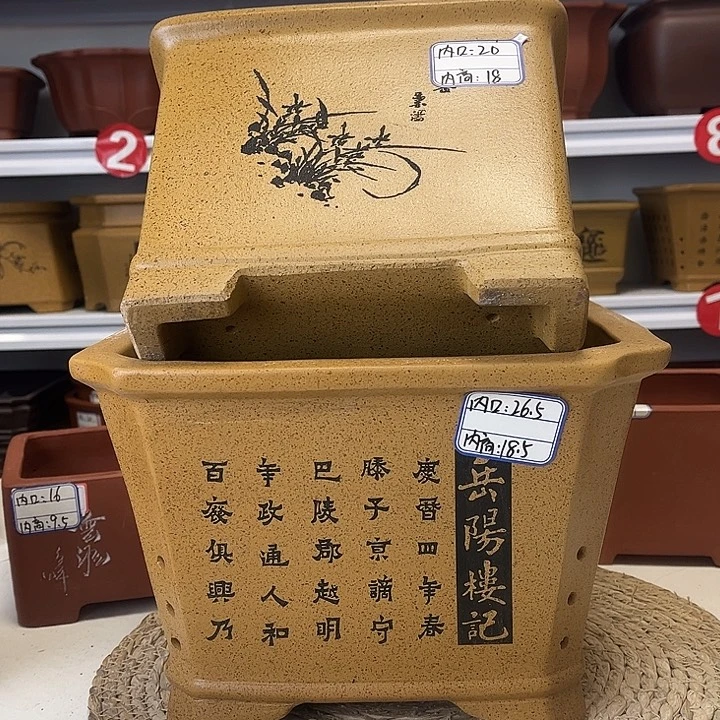 内口:20
内高:18
2
内口:26.5
内高:18.5
岳陽樓記
慶曆四年春
滕子京謫守
巴陵郡越明
年政通人和
百廢俱興乃
内口:16
内高:9.5